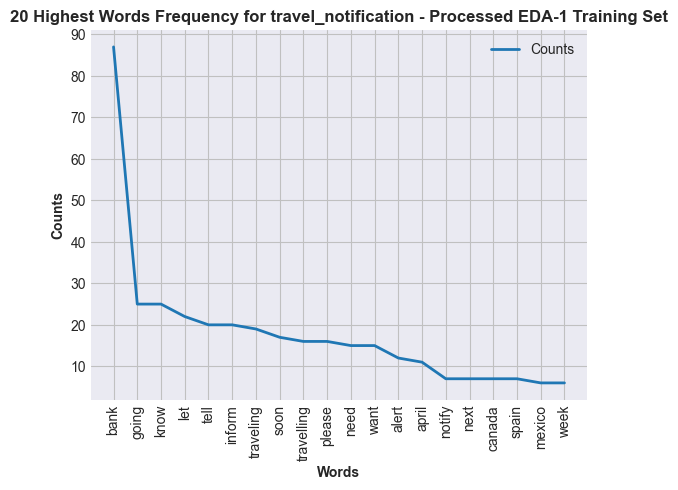 20 Highest Words Frequency for travel_notification - Processed EDA-1 Training Set
90
80
70
60
50
40
30
20
10
Counts
Counts
bank
going
know
let
tell
inform
traveling
soon
travelling
please
need
want
alert
april
notify
next
canada
spain
mexico
week
Words